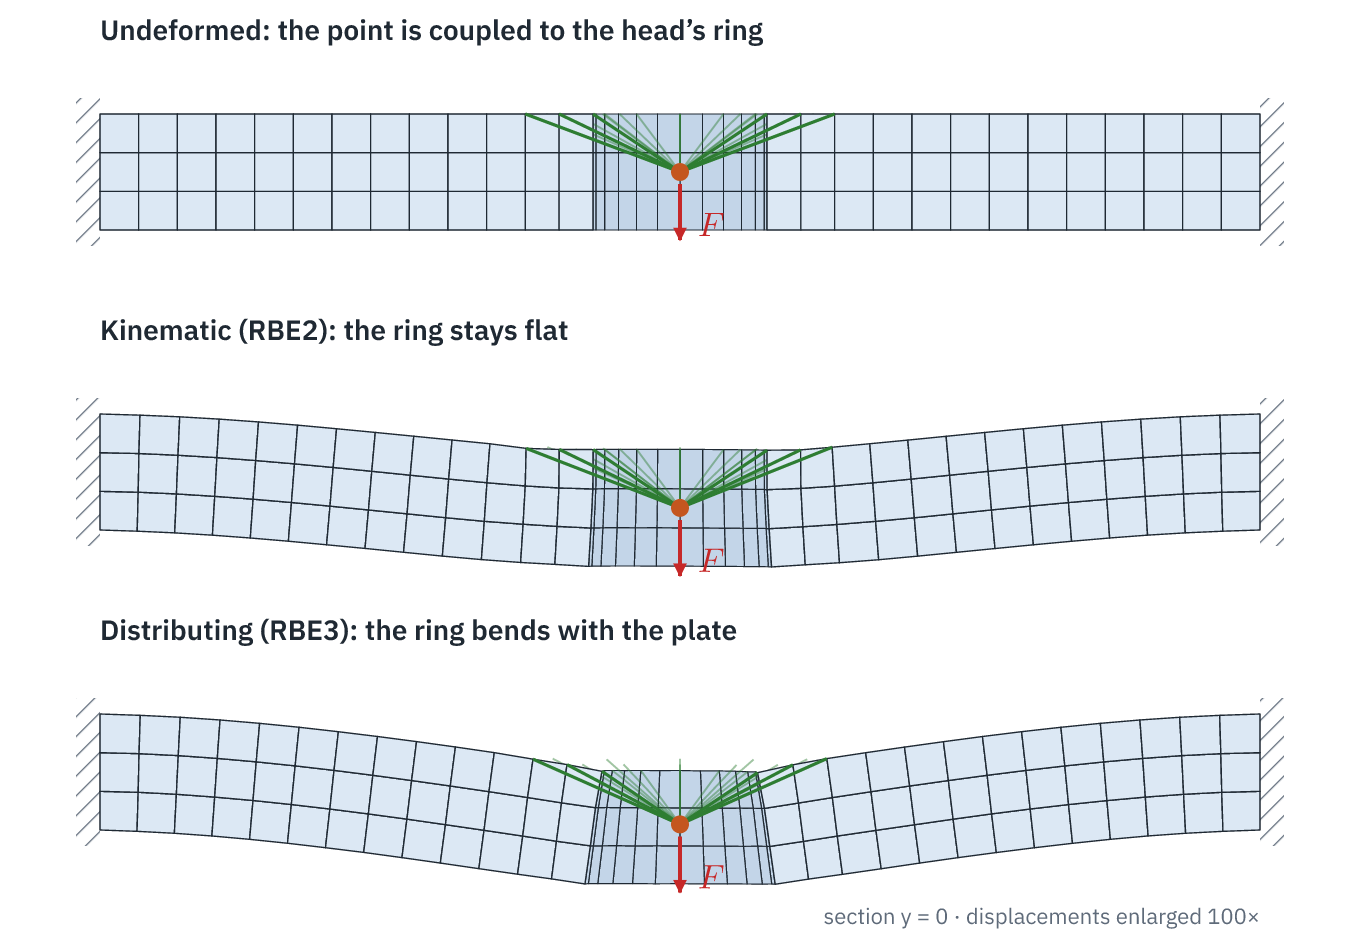 Undeformed: the point is coupled to the head’s ring
F
Kinematic (RBE2): the ring stays flat
F
Distributing (RBE3): the ring bends with the plate
F
section y = 0 · displacements enlarged 100×